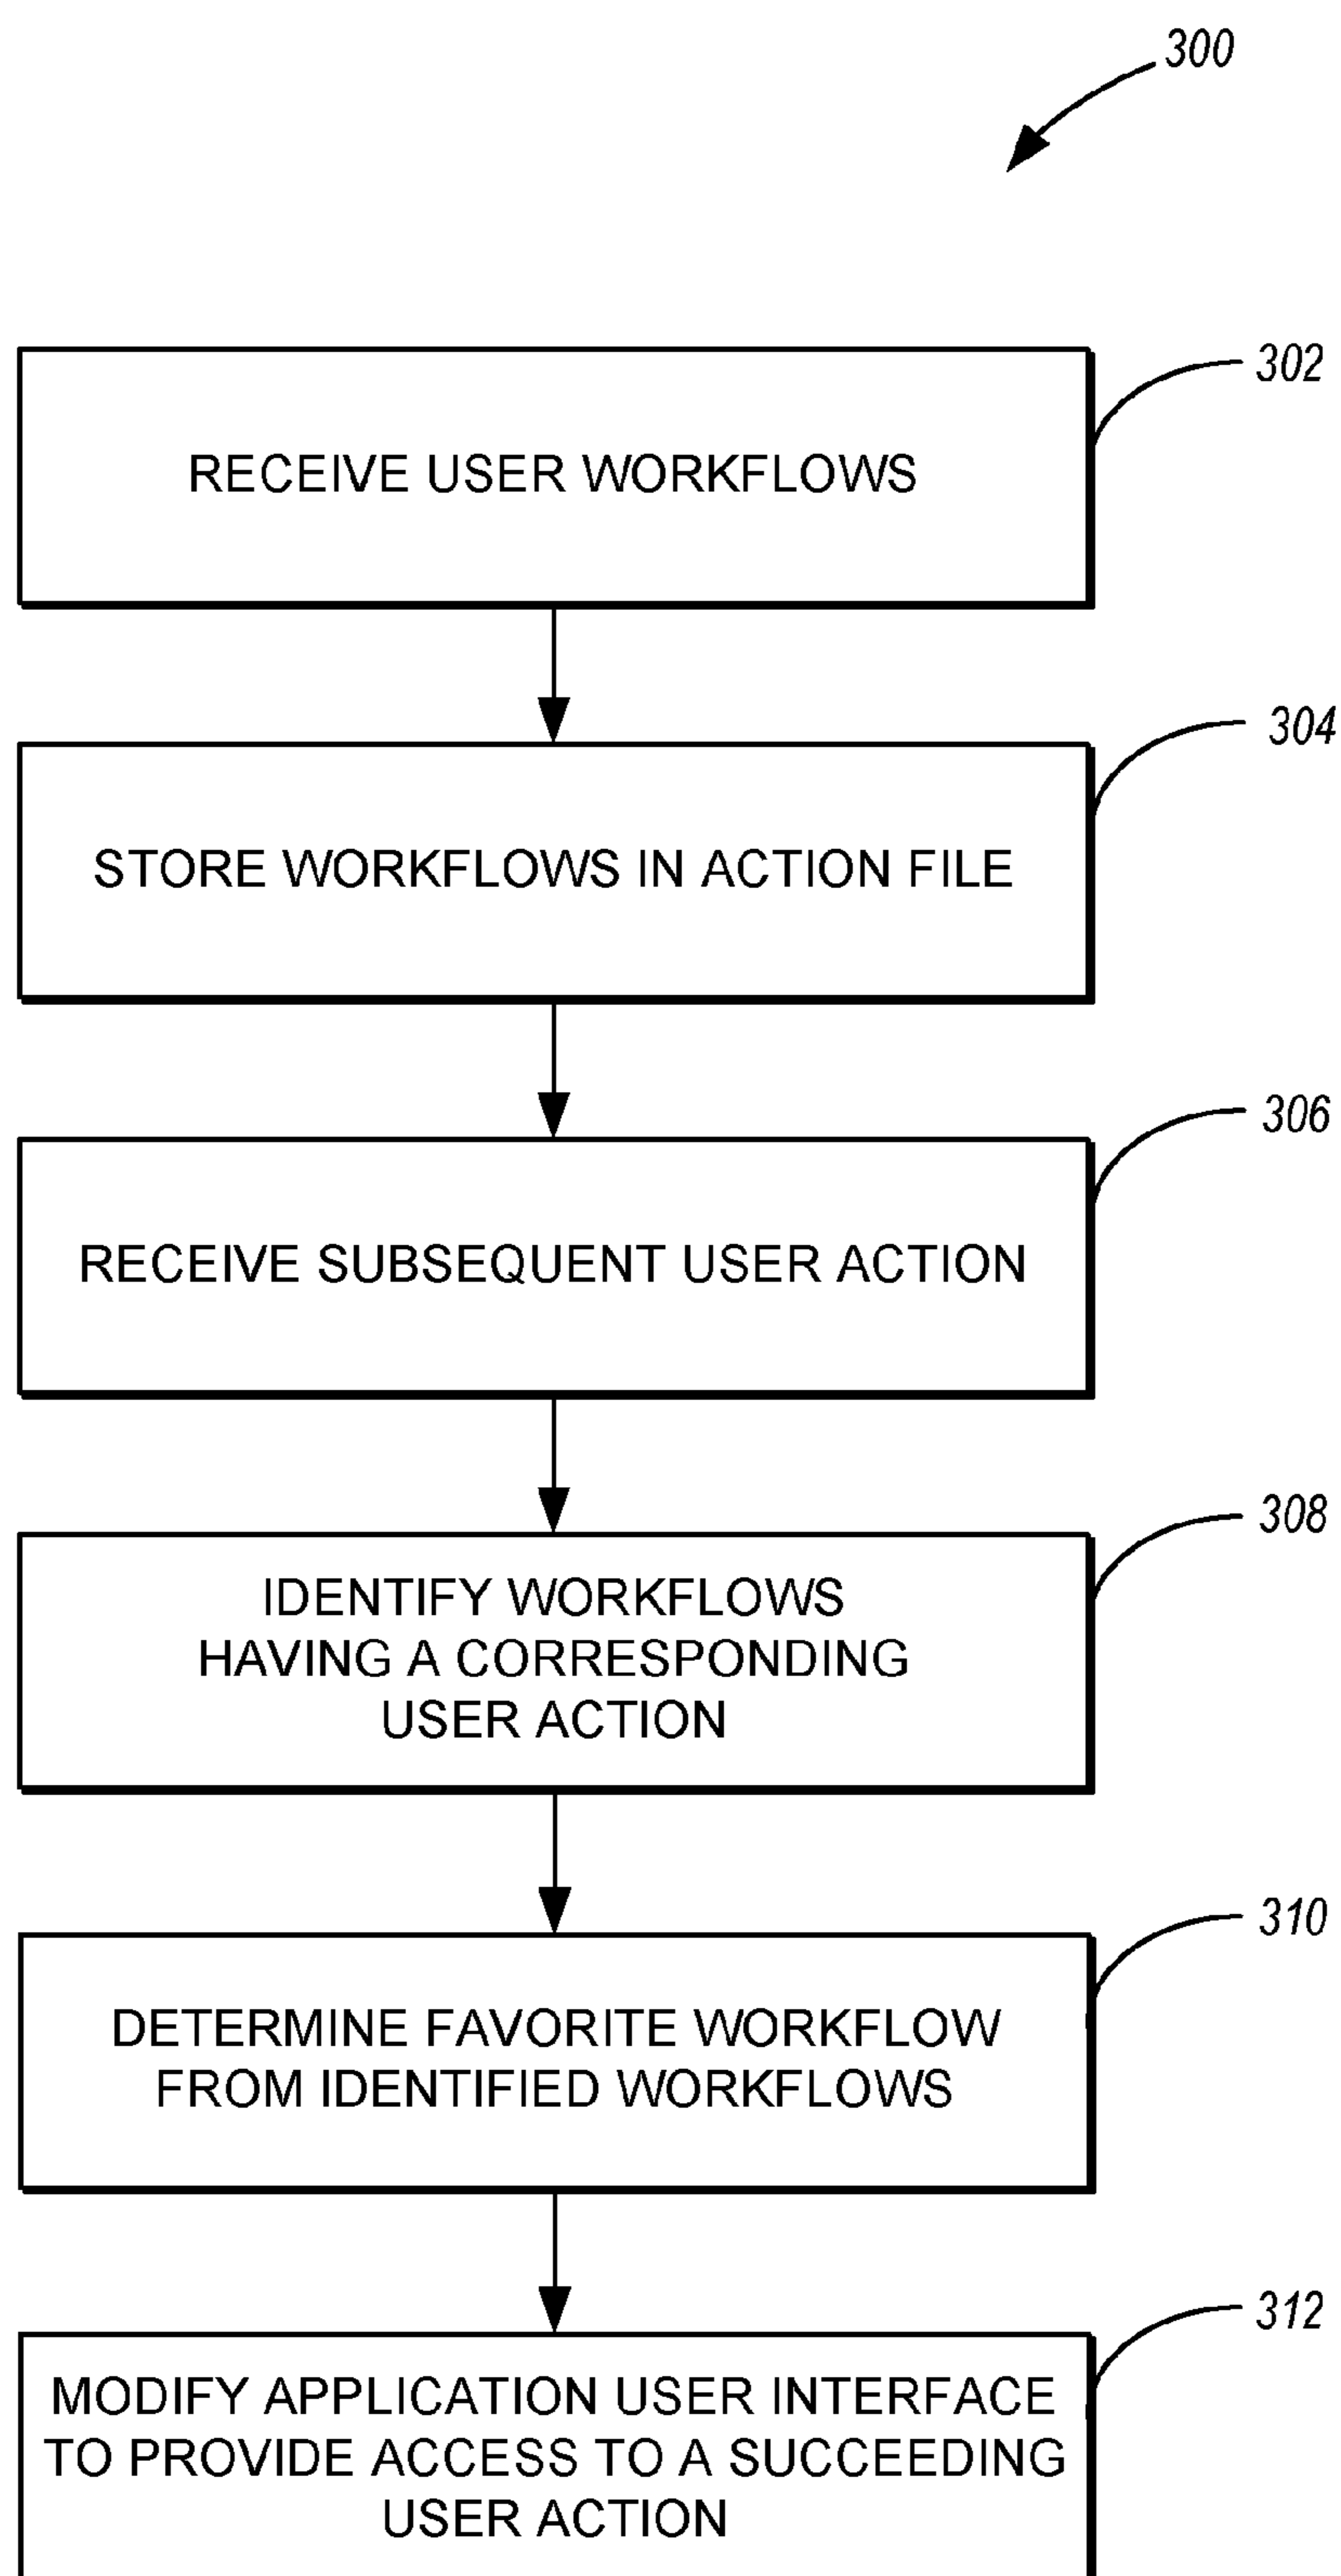 300
302
RECEIVE USER WORKFLOWS
304
STORE WORKFLOWS IN ACTION FILE
306
RECEIVE SUBSEQUENT USER ACTION
308
IDENTIFY WORKFLOWS
HAVING A CORRESPONDING
USER ACTION
310
DETERMINE FAVORITE WORKFLOW
FROM IDENTIFIED WORKFLOWS
312
MODIFY APPLICATION USER INTERFACE
TO PROVIDE ACCESS TO A SUCCEEDING
USER ACTION